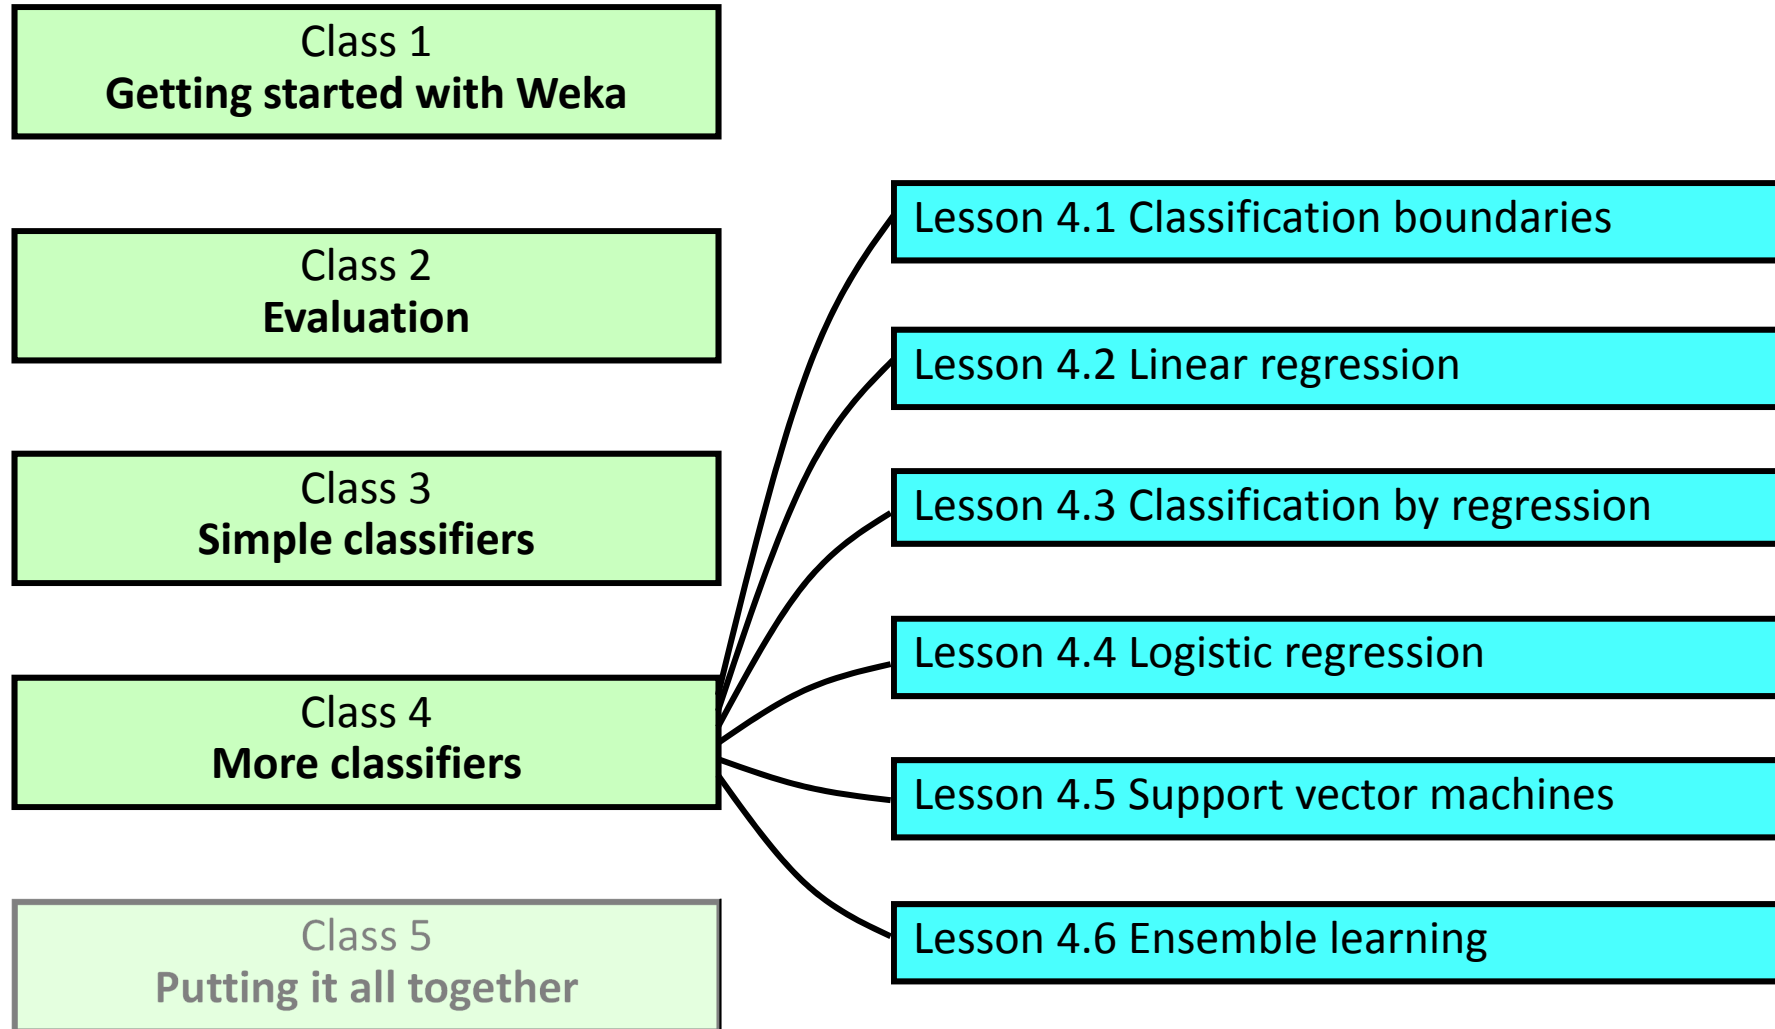 Class 1
Getting started with Weka
Class 2
Evaluation
Class 3
Simple classifiers
Class 4
More classifiers
Class 5
Putting it all together
Lesson 4.1 Classification boundaries
Lesson 4.2 Linear regression
Lesson 4.3 Classification by regression
Lesson 4.4 Logistic regression
Lesson 4.5 Support vector machines
Lesson 4.6 Ensemble learning